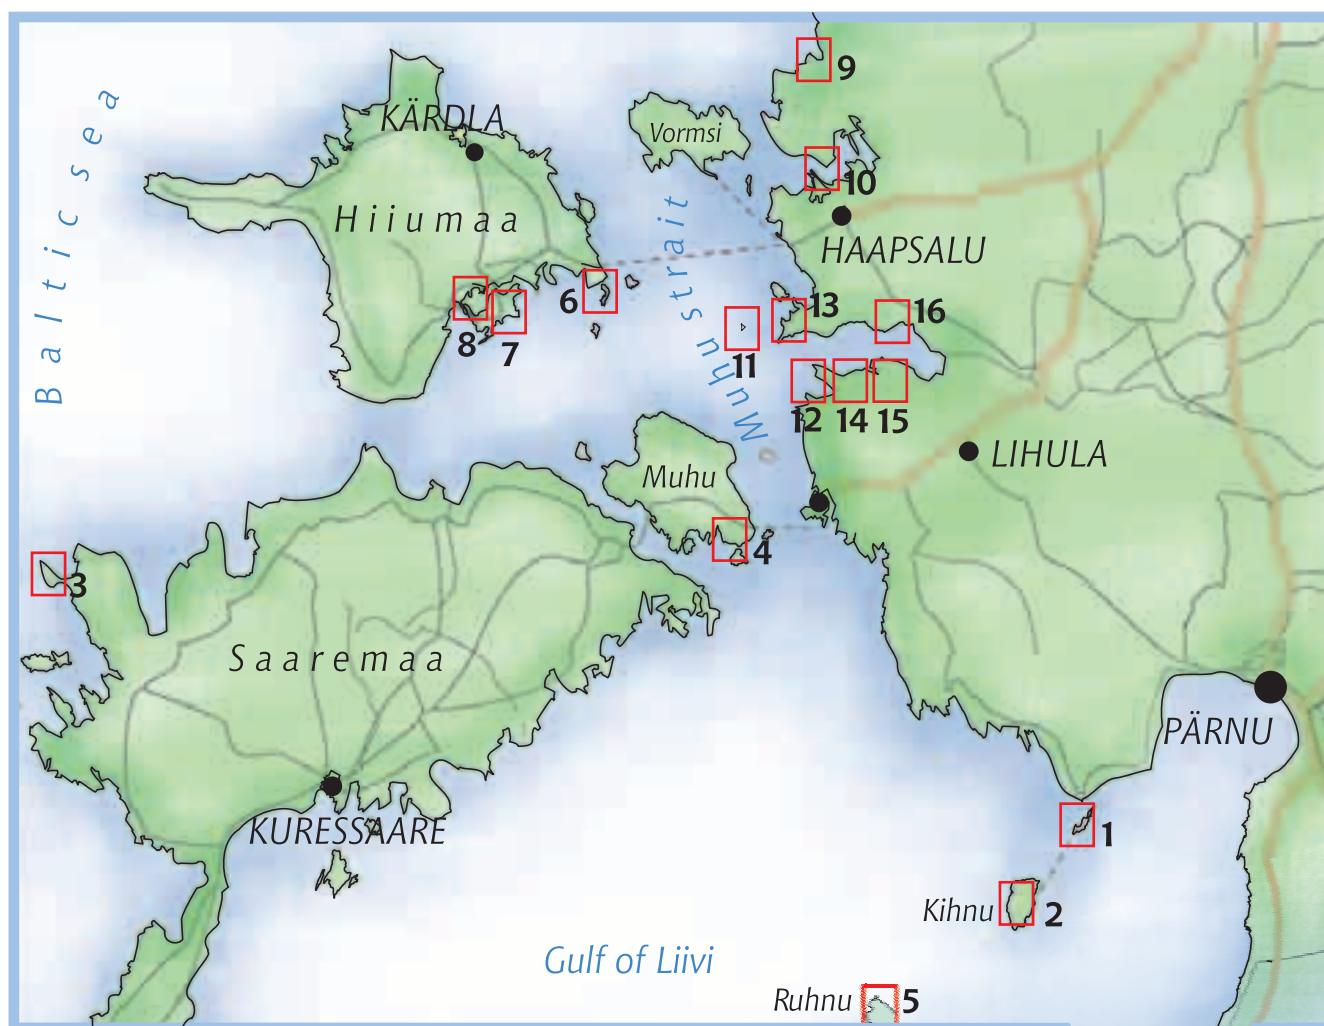 9
KÄRDLA
Vormsi
Baltic sea
10
Hiiumaa
HAAPSALU
Muhu strait
6
13
16
8
7
11
12
14
15
LIHULA
Muhu
4
3
Saaremaa
PÄRNU
KURESSAARE
1
Kihnu
2
Gulf of Liivi
Ruhnu
5